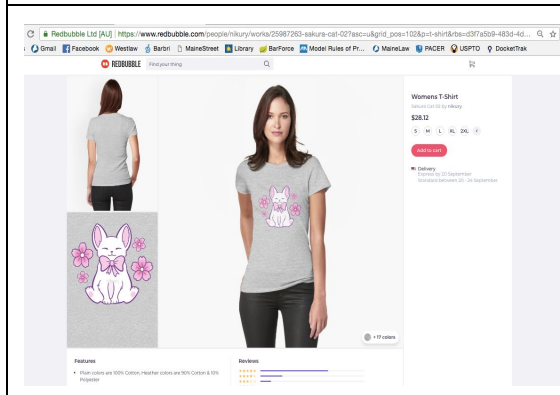 Redbubble Ltd [AU] https://www.redbubble.com/people/nikury/works/25987263-sakura-cat-02?asc=u&grid_pos=102&p=t-shirt&rbs=d3f7a5b9-483d-4d...
Gmail Facebook Westlaw Barbri MaineStreet Library BarForce Model Rules of Pr... MaineLaw PACER USPTO DocketTrak
REDBUBBLE Find your thing
Womens T-Shirt
Sakura Cat 02 by nikury
$28.12
S M L XL 2XL
Add to cart
Delivery
Express by 20 September
Standard between 20 - 24 September
+ 17 colors
Features
Reviews
• Plain colors are 100% Cotton, Heather colors are 90% Cotton & 10%
Polyester